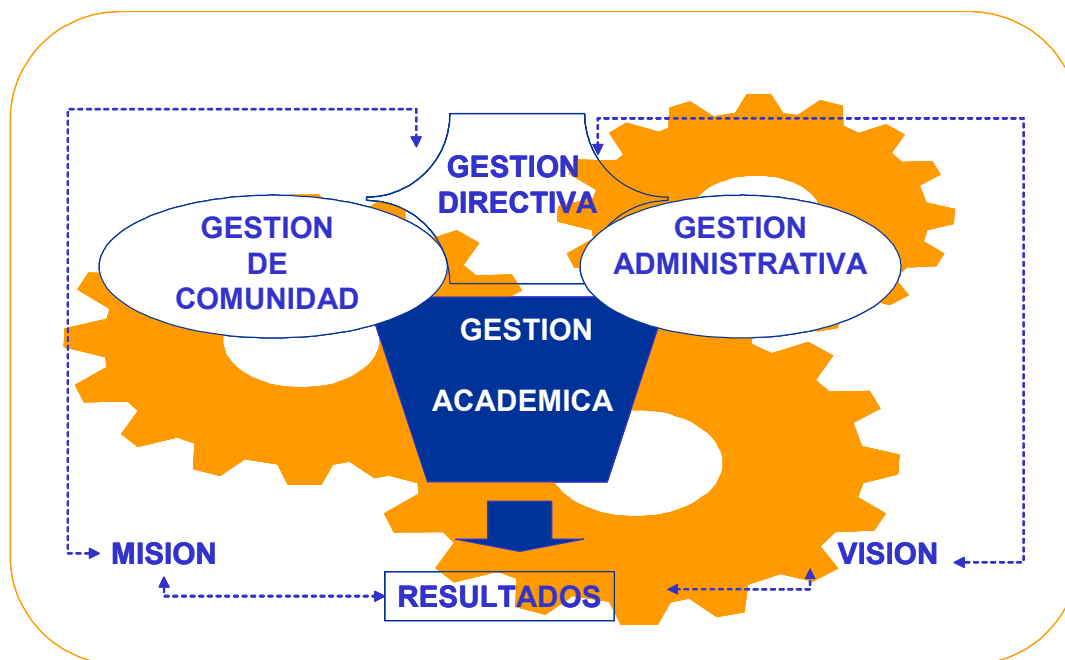 GESTION
DIRECTIVA
GESTION
DE
COMUNIDAD
GESTION
ADMINISTRATIVA
GESTION
ACADEMICA
MISION
VISION
RESULTADOS